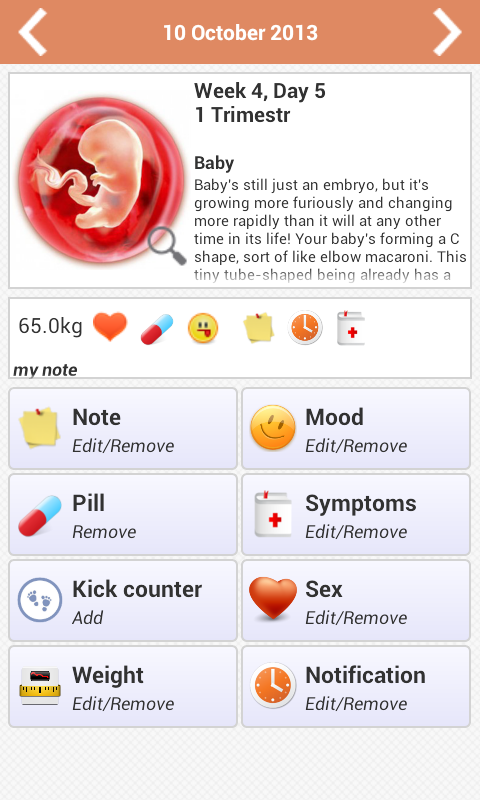 10 October 2013
Week 4, Day 5
1 Trimestr
Baby
Baby's still just an embryo, but it's
growing more furiously and changing
more rapidly than it will at any other
time in its life! Your baby's forming a C
shape, sort of like elbow macaroni. This
tiny tube-shaped being already has a
65.0kg
my note
Note
Edit/Remove
Mood
Edit/Remove
Pill
Remove
Symptoms
Edit/Remove
Kick counter
Add
Sex
Edit/Remove
Weight
Edit/Remove
Notification
Edit/Remove